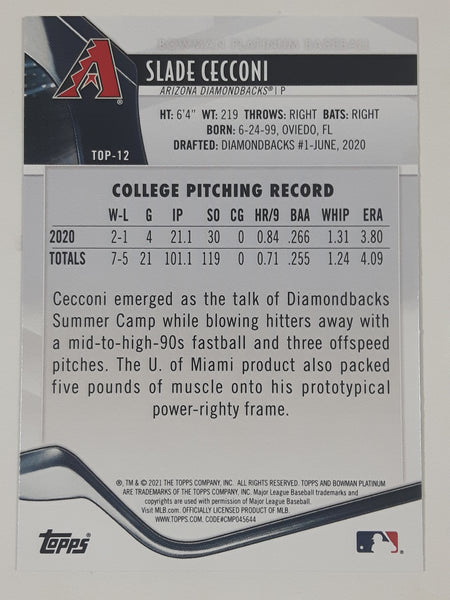 BOWMAN PLATINUM BASEBALL
SLADE CECCONI
ARIZONA DIAMONDBACKS® | P
HT: 6'4" WT: 219 THROWS: RIGHT BATS: RIGHT
BORN: 6-24-99, OVIEDO, FL
DRAFTED: DIAMONDBACKS #1-JUNE, 2020
TOP-12
COLLEGE PITCHING RECORD
W-L G IP SO CG HR/9 BAA WHIP ERA
2020 2-1 4 21.1 30 0 0.84 .266 1.31 3.80
TOTALS 7-5 21 101.1 119 0 0.71 .255 1.24 4.09
Cecconi emerged as the talk of Diamondbacks
Summer Camp while blowing hitters away with
a mid-to-high-90s fastball and three offspeed
pitches. The U. of Miami product also packed
five pounds of muscle onto his prototypical
power-righty frame.
®, TM & © 2021 THE TOPPS COMPANY, INC. ALL RIGHTS RESERVED. TOPPS AND BOWMAN PLATINUM
ARE TRADEMARKS OF THE TOPPS COMPANY, INC. Major League Baseball trademarks and
copyrights are used with permission of Major League Baseball.
Visit MLB.com. OFFICIALLY LICENSED PRODUCT OF MLB.
WWW.TOPPS.COM. CODE#CMP045644
TOPPS